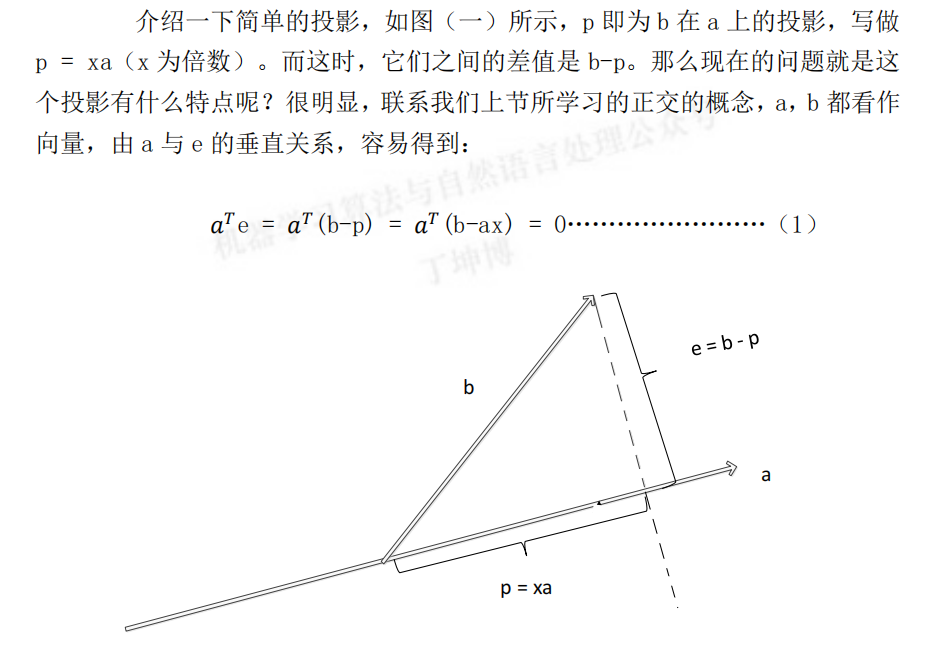 介绍一下简单的投影，如图（一）所示，p 即为 b 在 a 上的投影，写做
p = xa（x 为倍数）。而这时，它们之间的差值是 b-p。那么现在的问题就是这
个投影有什么特点呢？很明显，联系我们上节所学习的正交的概念，a，b 都看作
向量，由 a 与 e 的垂直关系，容易得到：
机器学习算法与自然语言处理公众号
丁坤博
𝒂ᵀe = 𝒂ᵀ(b-p) = 𝒂ᵀ(b-ax) = 0……………………（1）
e = b - p
b
a
p = xa